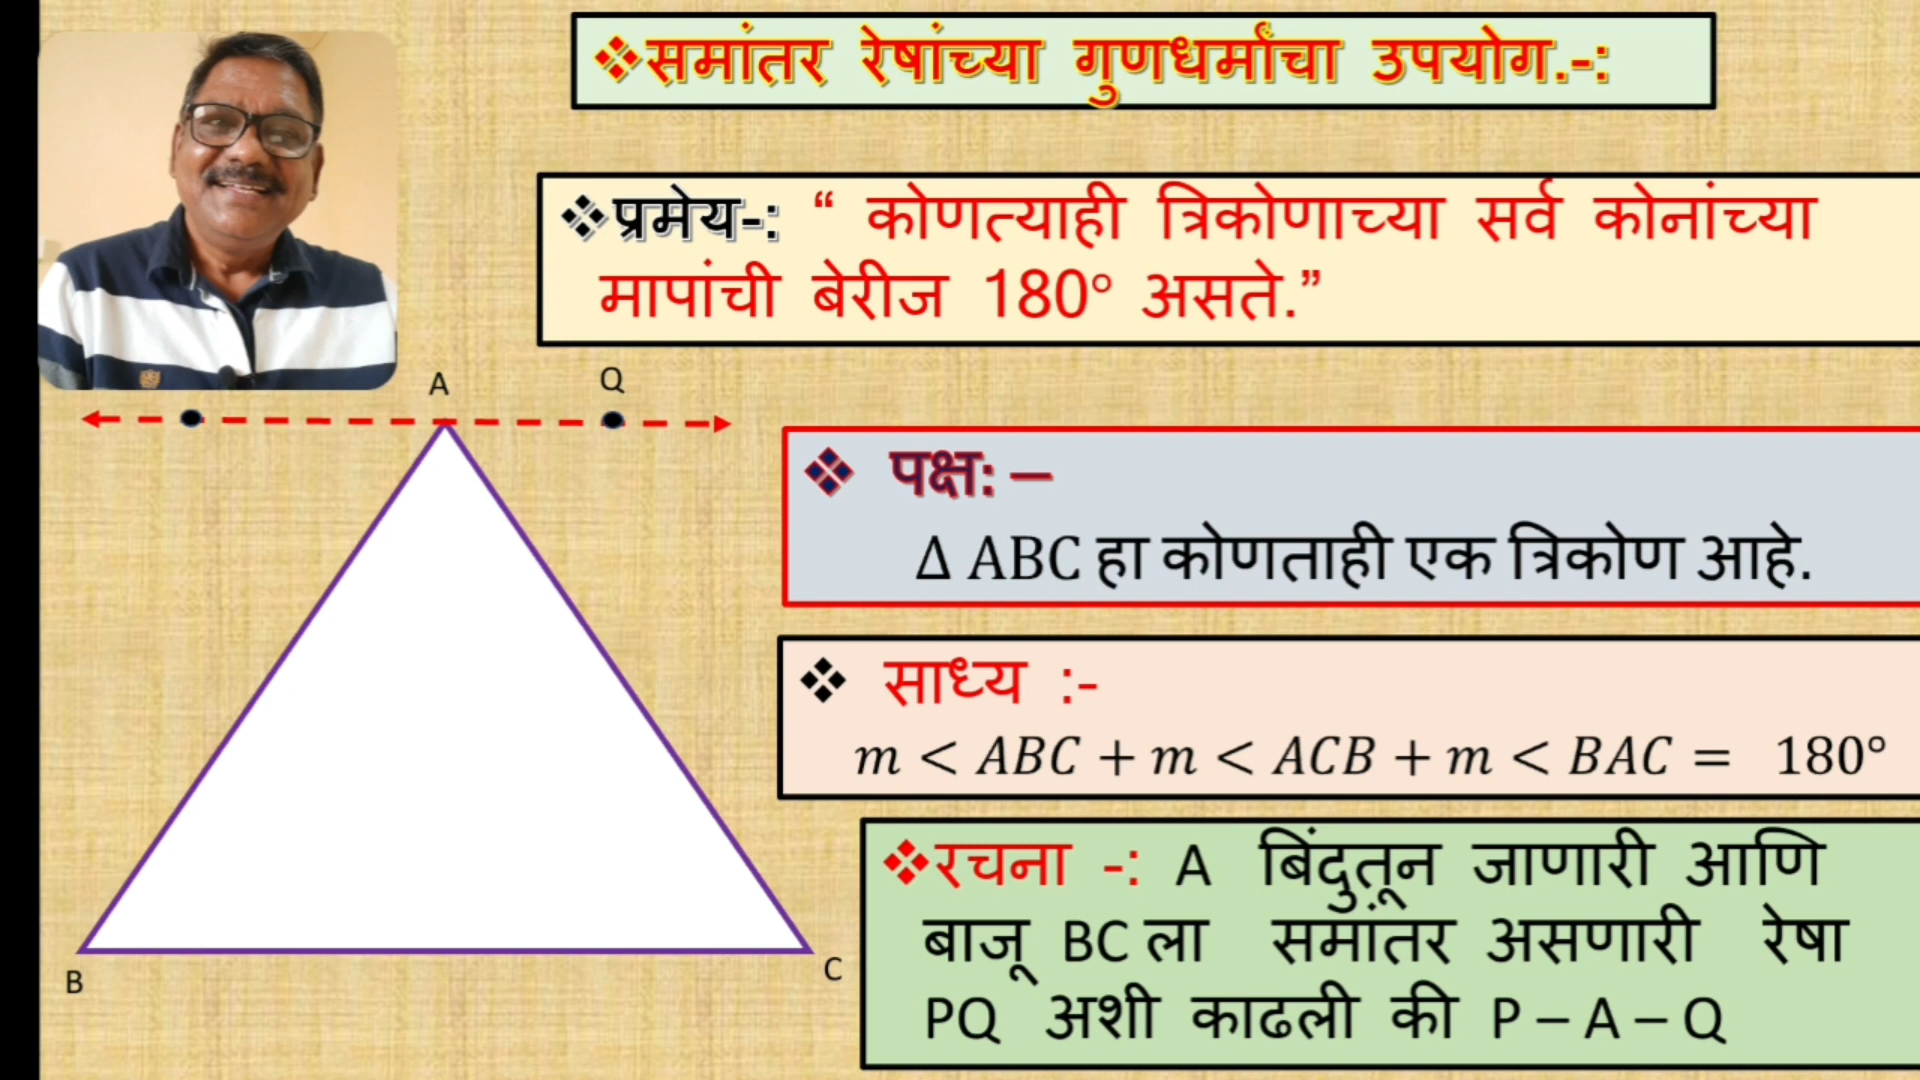 ❖समांतर रेषांच्या गुणधर्मांचा उपयोग.-:
❖प्रमेय-: “ कोणत्याही त्रिकोणाच्या सर्व कोनांच्या
मापांची बेरीज 180° असते.”
A
Q
❖ पक्ष: –
Δ ABC हा कोणताही एक त्रिकोण आहे.
❖ साध्य :-
m < ABC + m < ACB + m < BAC = 180°
❖रचना -: A बिंदुतून जाणारी आणि
बाजू BC ला समांतर असणारी रेषा
PQ अशी काढली की P – A – Q
B
C